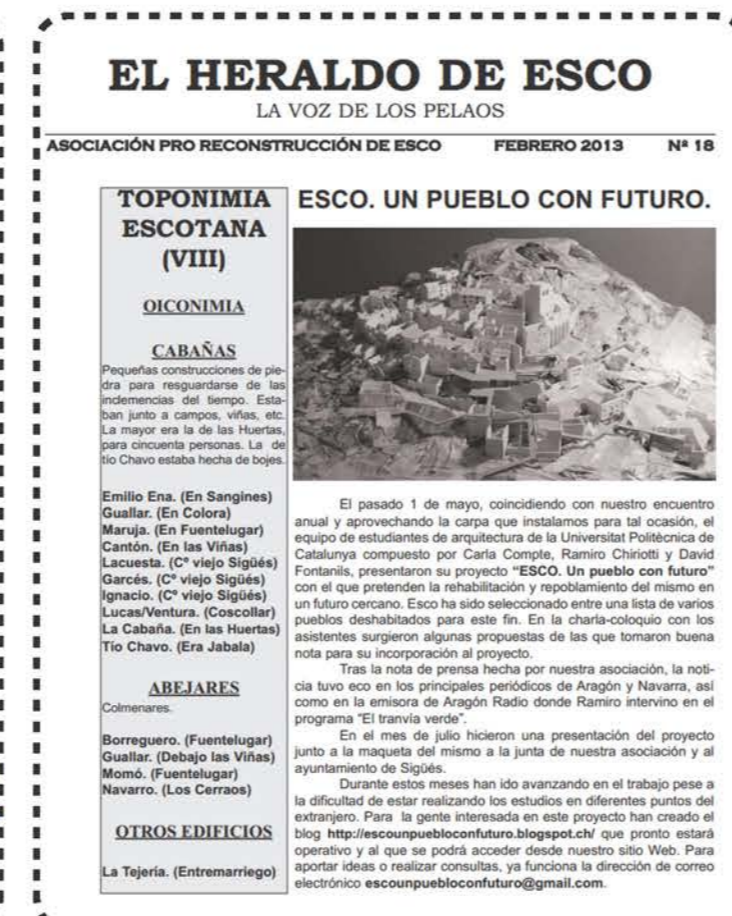 EL HERALDO DE ESCO
LA VOZ DE LOS PELAOS
ASOCIACIÓN PRO RECONSTRUCCIÓN DE ESCO FEBRERO 2013 Nº 18
TOPONIMIA
ESCOTANA
(VIII)
OICONIMIA
CABAÑAS
Pequeñas construcciones de pie-
dra para resguardarse de las
indemencias del tiempo. Esta-
ban junto a campos, viñas, etc.
La mayor era la de las Huertas,
para cincuenta personas. La de
tío Chavo estaba hecha de bojes.
Emilio Ena. (En Sangines)
Guallar. (En Colora)
Maruja. (En Fuentelugar)
Cantón. (En las Viñas)
Lacuesta. (Cº viejo Sigüés)
Garcés. (Cº viejo Sigüés)
Ignacio. (Cº viejo Sigüés)
Lucas/Ventura. (Coscollar)
La Cabaña. (En las Huertas)
Tío Chavo. (Era Jabala)
ABEJARES
Colmenares.
Borreguero. (Fuentelugar)
Guallar. (Debajo las Viñas)
Momó. (Fuentelugar)
Navarro. (Los Cerraos)
OTROS EDIFICIOS
La Tejería. (Entremarriego)
ESCO. UN PUEBLO CON FUTURO.
El pasado 1 de mayo, coincidiendo con nuestro encuentro
anual y aprovechando la carpa que instalamos para tal ocasión, el
equipo de estudiantes de arquitectura de la Universitat Politècnica de
Catalunya compuesto por Carla Compte, Ramiro Chiriotti y David
Fontanils, presentaron su proyecto “ESCO. Un pueblo con futuro”
con el que pretenden la rehabilitación y repoblamiento del mismo en
un futuro cercano. Esco ha sido seleccionado entre una lista de varios
pueblos deshabitados para este fin. En la charla-coloquio con los
asistentes surgieron algunas propuestas de las que tomaron buena
nota para su incorporación al proyecto.
Tras la nota de prensa hecha por nuestra asociación, la noti-
cia tuvo eco en los principales periódicos de Aragón y Navarra, así
como en la emisora de Aragón Radio donde Ramiro intervino en el
programa “El tranvía verde”.
En el mes de julio hicieron una presentación del proyecto
junto a la maqueta del mismo a la junta de nuestra asociación y al
ayuntamiento de Sigüés.
Durante estos meses han ido avanzando en el trabajo pese a
la dificultad de estar realizando los estudios en diferentes puntos del
extranjero. Para la gente interesada en este proyecto han creado el
blog http://escounpuebloconfuturo.blogspot.ch/ que pronto estará
operativo y al que se podrá acceder desde nuestro sitio Web. Para
aportar ideas o realizar consultas, ya funciona la dirección de correo
electrónico escounpuebloconfuturo@gmail.com.